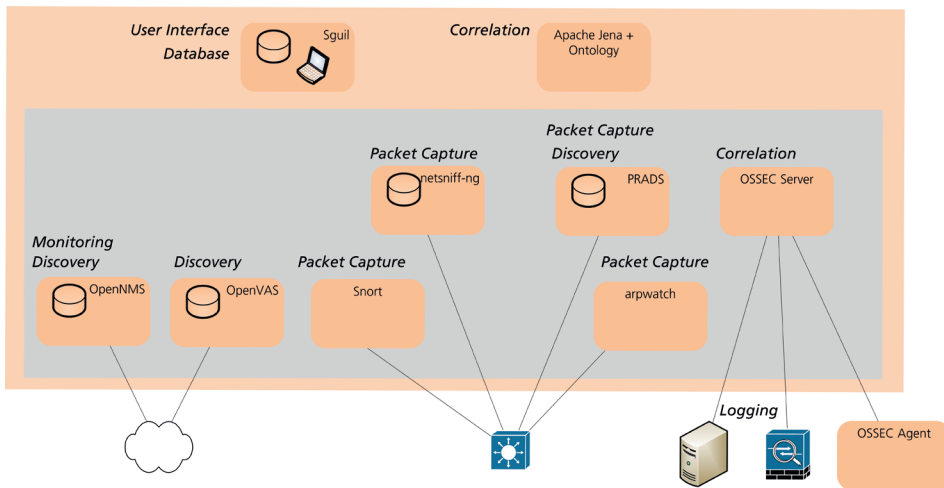 User Interface
Database
Sguil
Correlation
Apache Jena +
Ontology
Packet Capture
netsniff-ng
Packet Capture
Discovery
PRADS
Correlation
OSSEC Server
Monitoring
Discovery
OpenNMS
Discovery
OpenVAS
Packet Capture
Snort
Packet Capture
arpwatch
Logging
OSSEC Agent